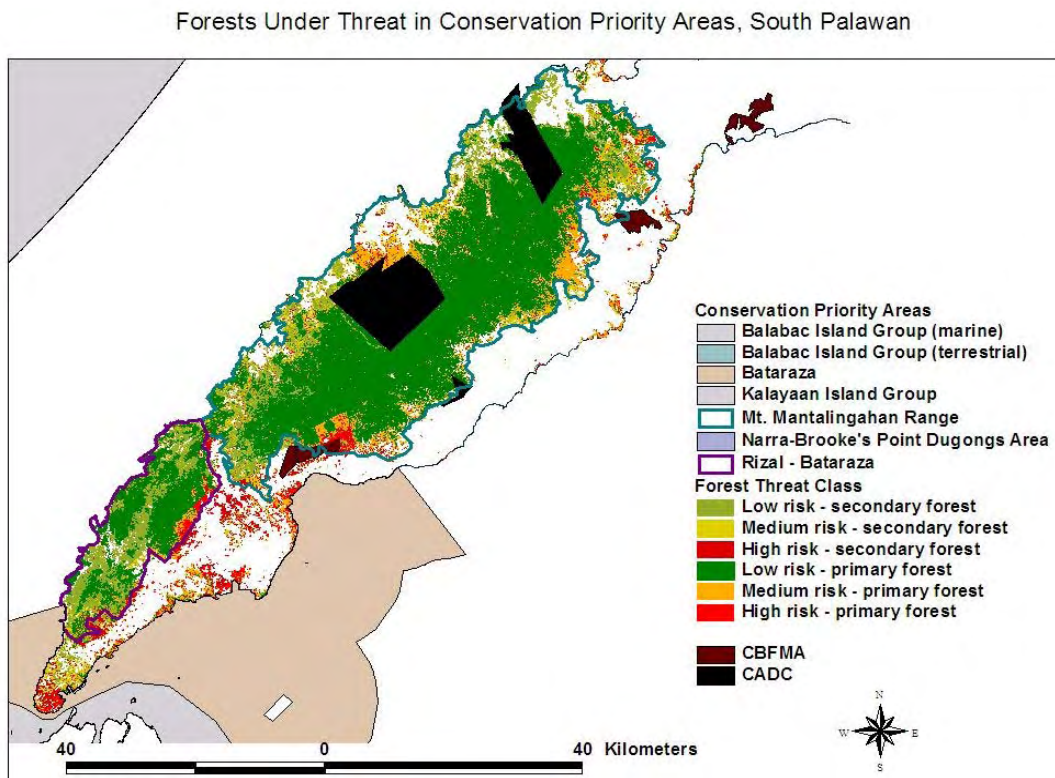 Forests Under Threat in Conservation Priority Areas, South Palawan
Conservation Priority Areas
Balabac Island Group (marine)
Balabac Island Group (terrestrial)
Bataraza
Kalayaan Island Group
Mt. Mantalingahan Range
Narra-Brooke's Point Dugongs Area
Rizal - Bataraza
Forest Threat Class
Low risk - secondary forest
Medium risk - secondary forest
High risk - secondary forest
Low risk - primary forest
Medium risk - primary forest
High risk - primary forest
CBFMA
CADC
N
W E
S
40 0 40 Kilometers